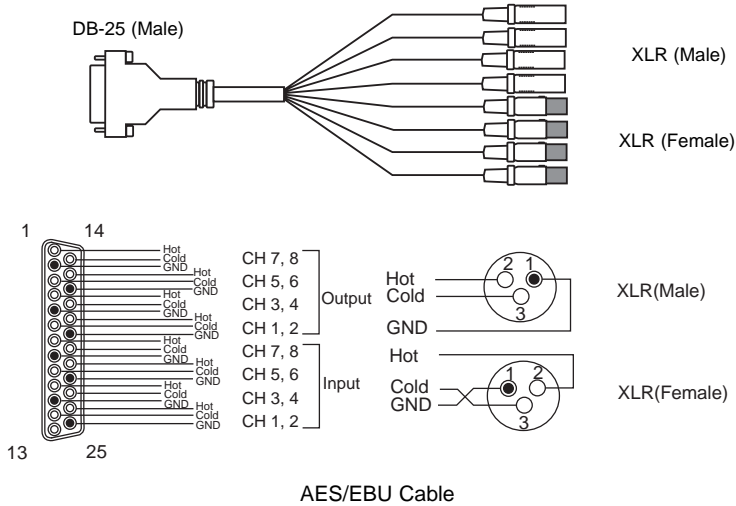 DB-25 (Male)
XLR (Male)
XLR (Female)
1 14
Hot
Cold
GND
CH 7, 8
Hot
Cold
GND
CH 5, 6
Hot
Cold
GND
CH 3, 4
Hot
Cold
GND
CH 1, 2
Output
Hot
Cold
GND
CH 7, 8
Hot
Cold
GND
CH 5, 6
Hot
Cold
GND
CH 3, 4
Hot
Cold
GND
CH 1, 2
Input
13 25
Hot
Cold
GND
2 1
3
XLR(Male)
Hot
Cold
GND
1 2
3
XLR(Female)
AES/EBU Cable